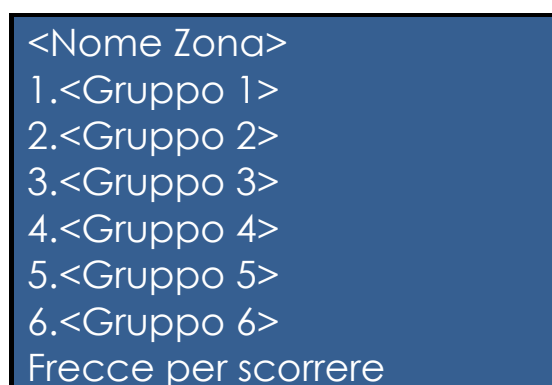 <Nome Zona>
1.<Gruppo 1>
2.<Gruppo 2>
3.<Gruppo 3>
4.<Gruppo 4>
5.<Gruppo 5>
6.<Gruppo 6>
Frecce per scorrere